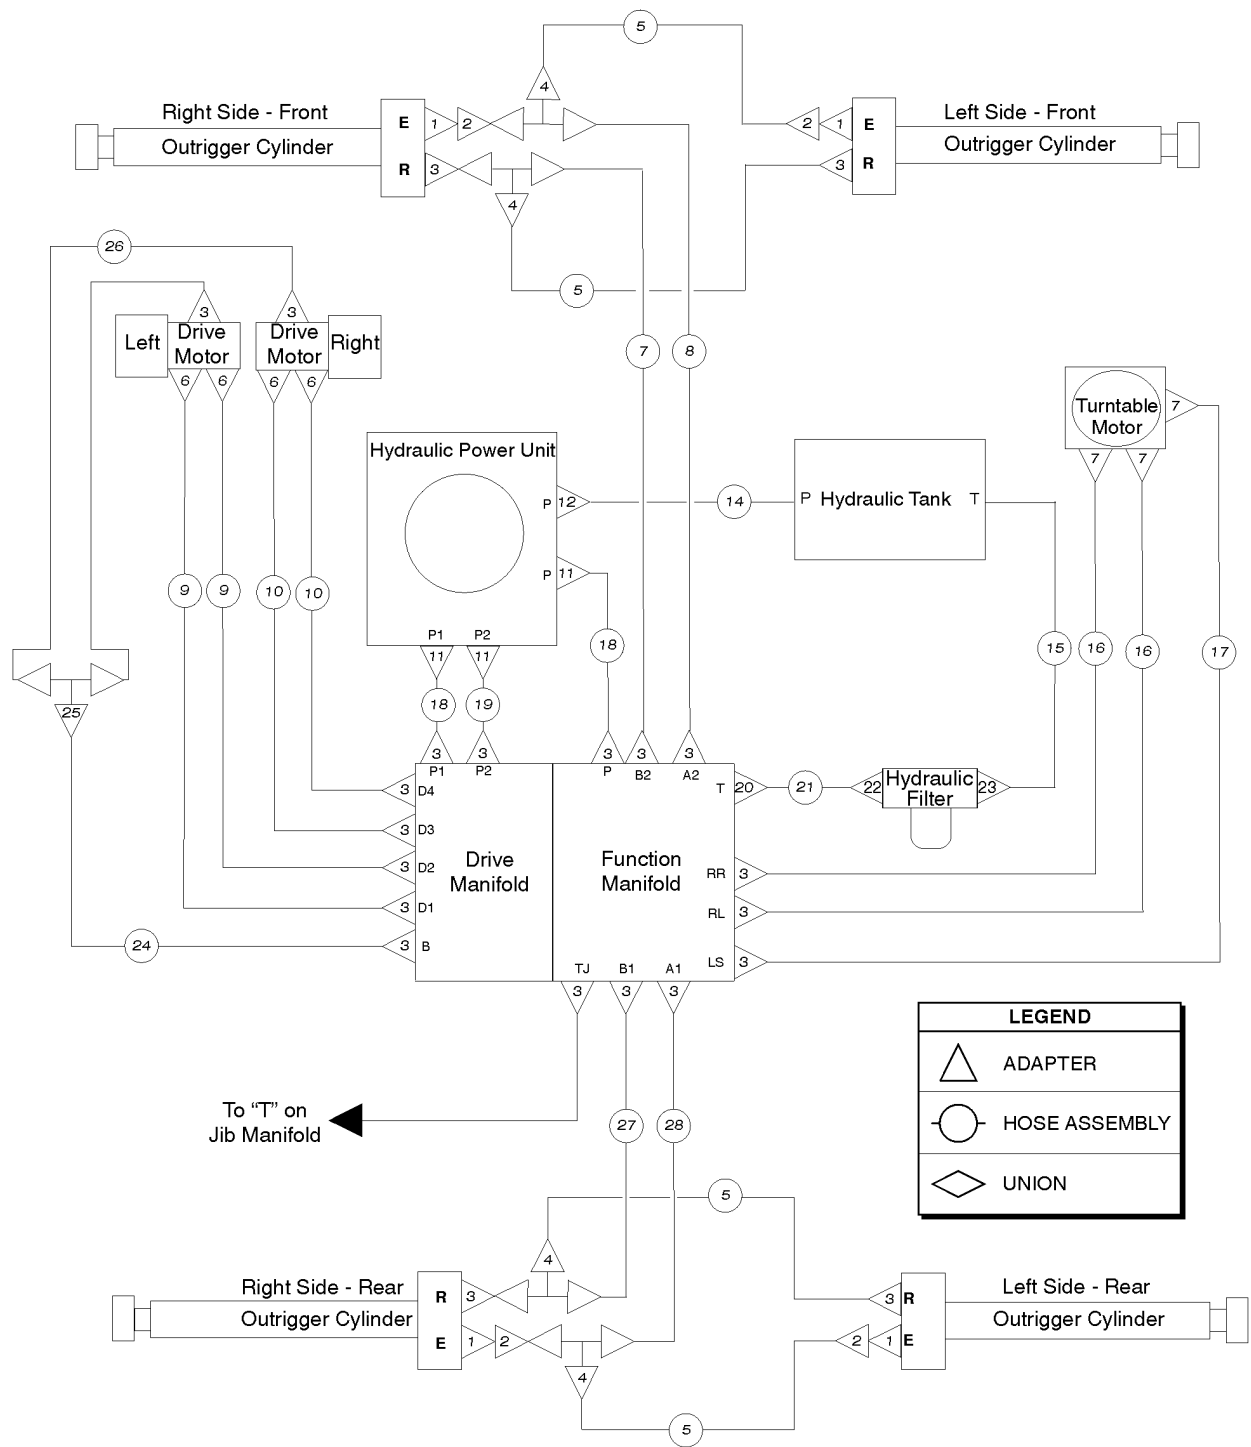 5
4
Right Side - Front
Outrigger Cylinder
E
R
1
2
3
4
5
2
1
3
E
R
Left Side - Front
Outrigger Cylinder
26
3
3
Left
Drive
Motor
Drive
Motor
Right
6
6
6
6
7
8
Turntable
Motor
7
7
7
Hydraulic Power Unit
P
12
14
P
Hydraulic Tank
T
P
11
9
9
10
10
P1
P2
11
11
18
15
16
16
17
25
18
19
3
3
3
3
3
P1
P2
P
B2
A2
3
D4
3
D3
3
D2
3
D1
24
3
B
Drive
Manifold
Function
Manifold
T
20
21
22
Hydraulic
Filter
23
RR
3
RL
3
LS
3
TJ
B1
A1
3
3
3
LEGEND
ADAPTER
HOSE ASSEMBLY
UNION
To “T” on
Jib Manifold
27
28
5
4
Right Side - Rear
Outrigger Cylinder
R
E
3
1
2
4
5
3
2
1
R
E
Left Side - Rear
Outrigger Cylinder